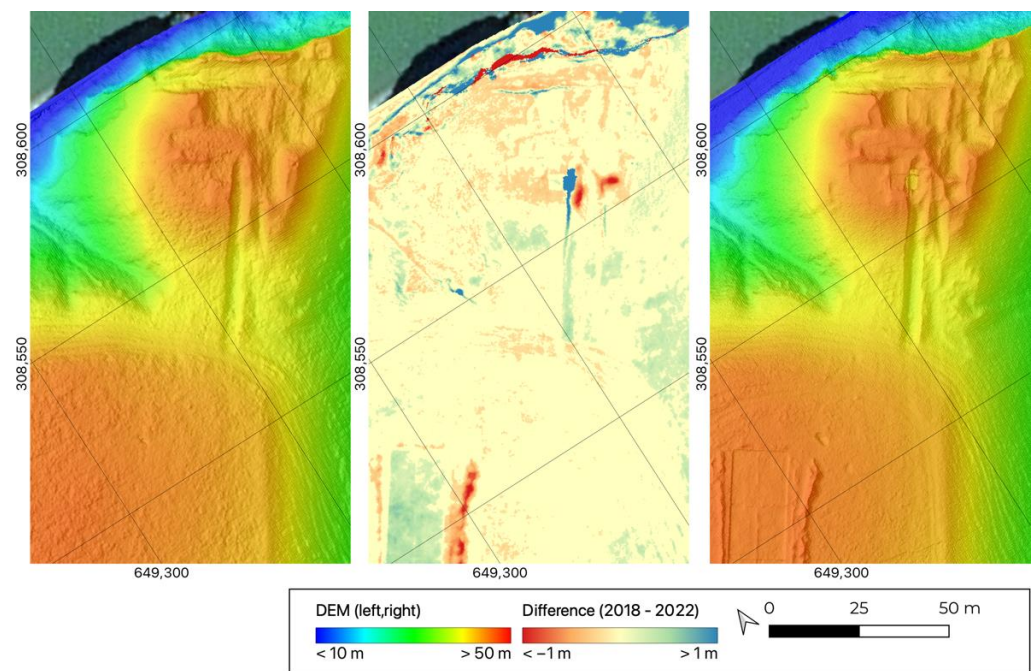 308,600
308,550
649,300
649,300
649,300
DEM (left,right)
< 10 m
> 50 m
Difference (2018 - 2022)
< −1 m
> 1 m
0
25
50 m
308,600
308,550
308,600
308,550